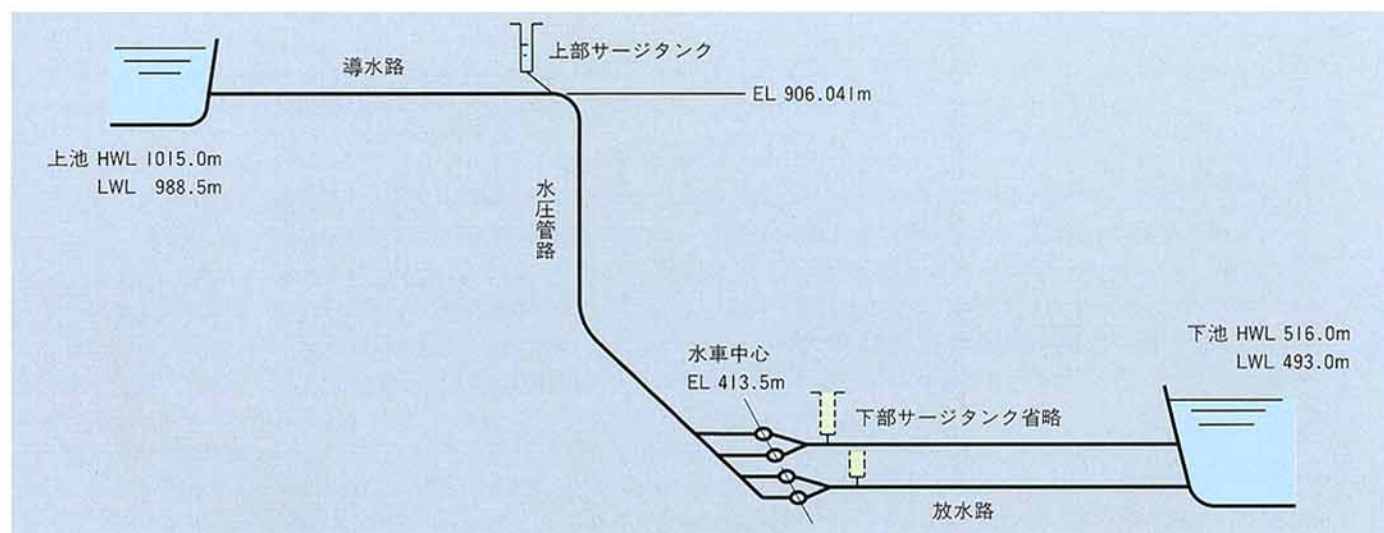 上部サージタンク
導水路
EL 906.041m
上池 HWL 1015.0m
LWL 988.5m
水圧管路
下池 HWL 516.0m
LWL 493.0m
水車中心
EL 413.5m
下部サージタンク省略
放水路